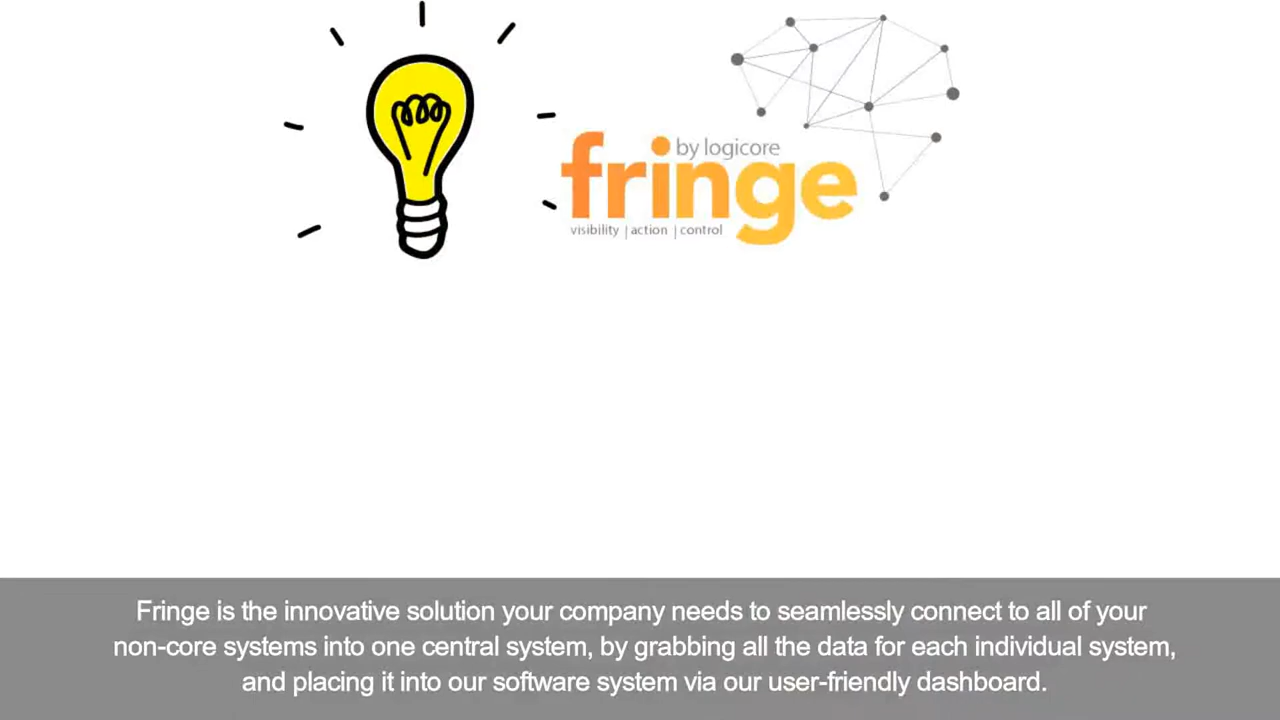 by logicore
fringe
visibility | action | control
Fringe is the innovative solution your company needs to seamlessly connect to all of your
non-core systems into one central system, by grabbing all the data for each individual system,
and placing it into our software system via our user-friendly dashboard.